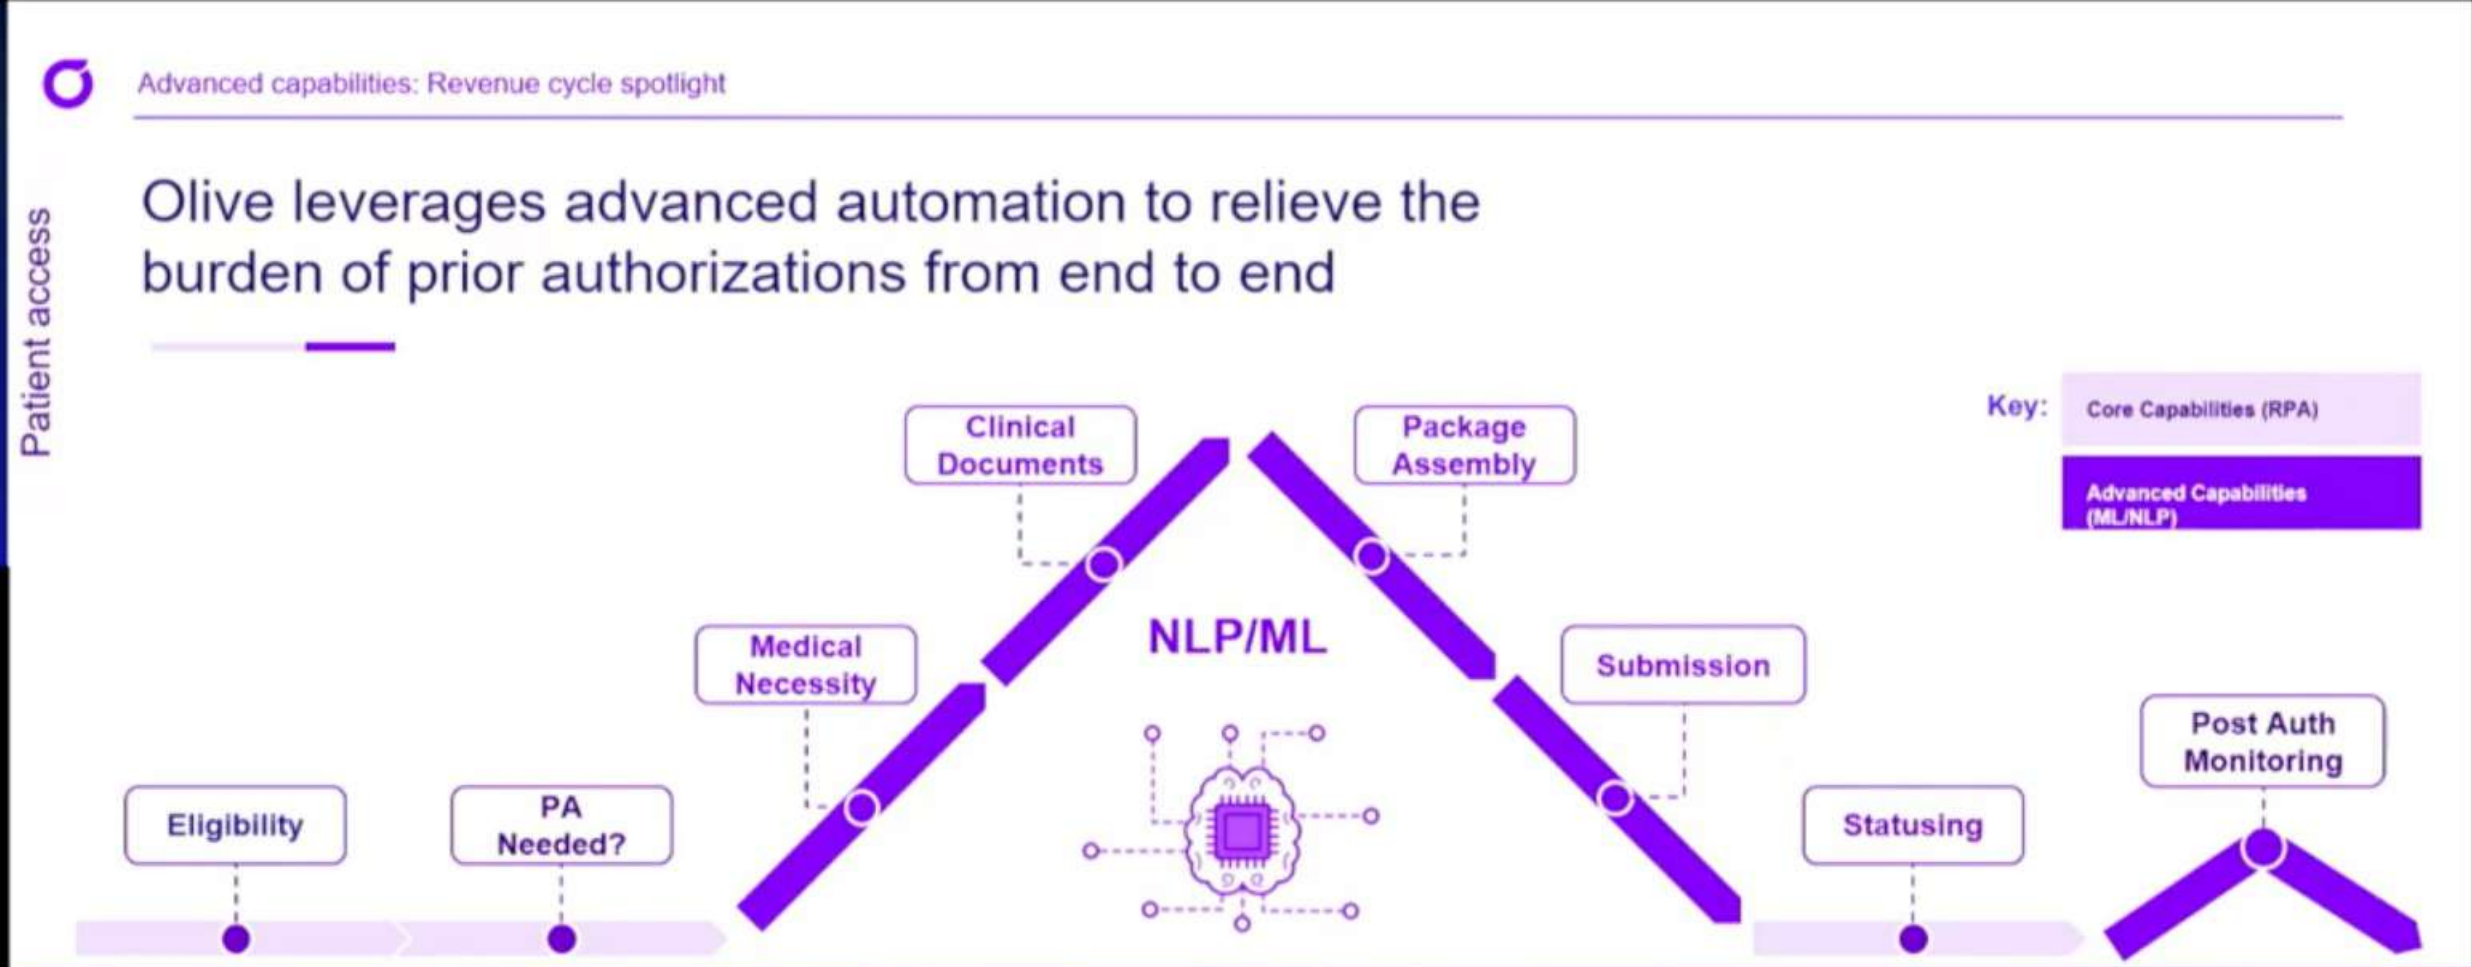 Advanced capabilities: Revenue cycle spotlight
Patient access
Olive leverages advanced automation to relieve the
burden of prior authorizations from end to end
Key:
Core Capabilities (RPA)
Advanced Capabilities
(ML/NLP)
Clinical
Documents
Package
Assembly
NLP/ML
Medical
Necessity
Submission
Post Auth
Monitoring
Eligibility
PA
Needed?
Statusing